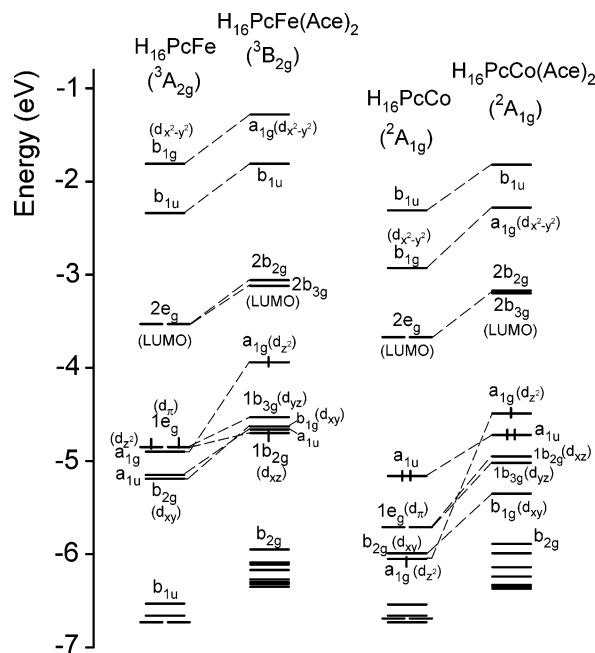 H16PcFe(Ace)2
H16PcFe
(3B2g)
(3A2g)
H16PcCo(Ace)2
H16PcCo
(2A1g)
(2A1g)
Energy (eV)
-1
-2
-3
-4
-5
-6
-7
(dx2-y2)
b1g
a1g(dx2-y2)
b1u
b1u
2eg
(LUMO)
2b2g
2b3g
(LUMO)
a1g(dz2)
(dπ)
1eg
(dz2)
a1g
1b3g(dyz)
b1g(dxy)
a1u
1b2g
(dxz)
a1u
b2g
(dxy)
b2g
b1u
b1u
b1u
(dx2-y2)
b1g
a1g(dx2-y2)
2eg
(LUMO)
2b2g
2b3g
(LUMO)
a1g(dz2)
a1u
a1u
1b2g(dxz)
1b3g(dyz)
1eg(dπ)
b1g(dxy)
b2g(dxy)
a1g(dz2)
b2g